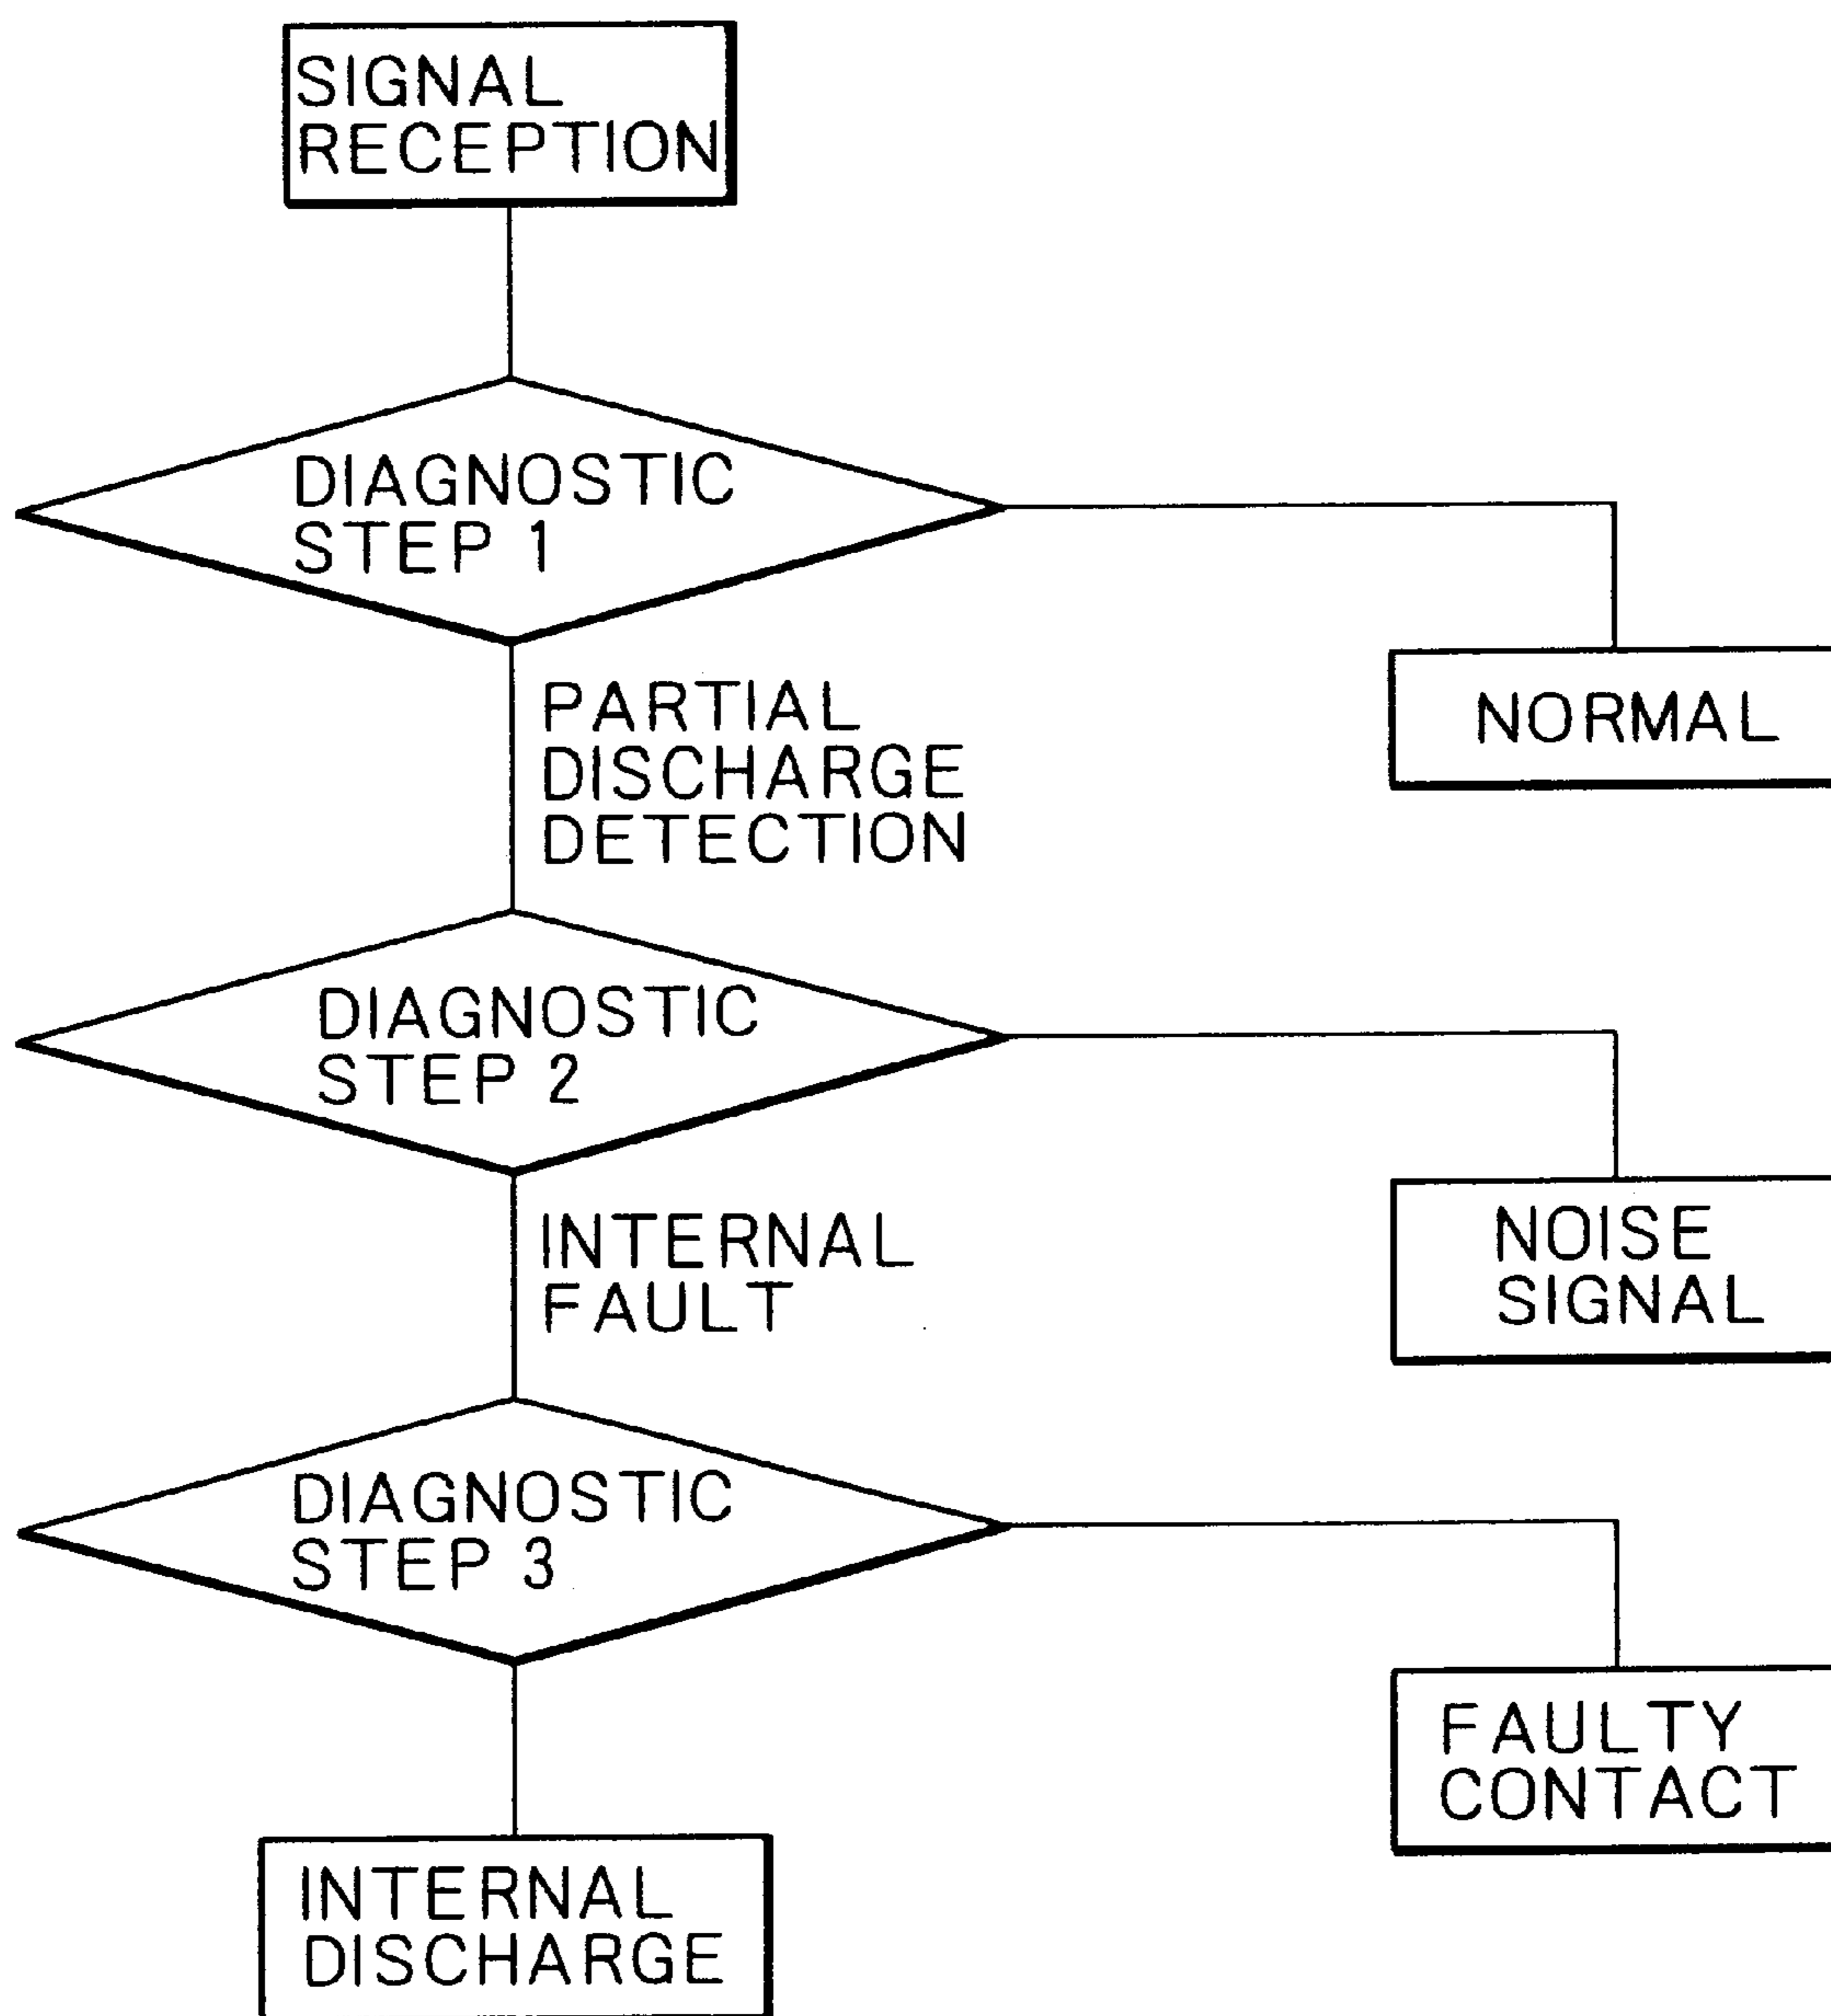 SIGNAL
RECEPTION
DIAGNOSTIC
STEP 1
NORMAL
PARTIAL
DISCHARGE
DETECTION
DIAGNOSTIC
STEP 2
NOISE
SIGNAL
INTERNAL
FAULT
DIAGNOSTIC
STEP 3
FAULTY
CONTACT
INTERNAL
DISCHARGE